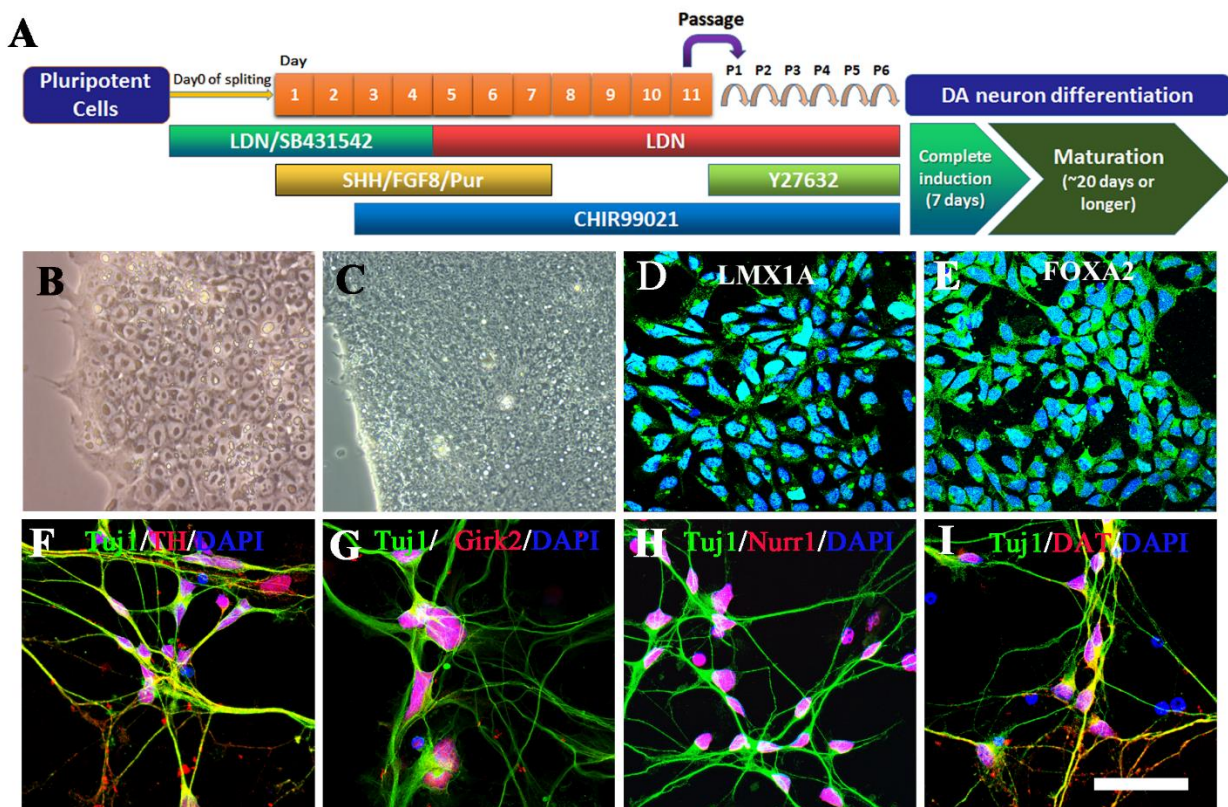 A
Passage
Pluripotent
Cells
Day0 of spliting
Day
1 2 3 4 5 6 7 8 9 10 11
P1 P2 P3 P4 P5 P6
DA neuron differentiation
LDN/SB431542
LDN
SHH/FGF8/Pur
Y27632
CHIR99021
Complete
induction
(7 days)
Maturation
(~20 days or
longer)
B
C
D LMX1A
E FOXA2
F Tuj1/TH/DAPI
G Tuj1/ Girk2/DAPI
H Tuj1/Nurr1/DAPI
I Tuj1/DAT/DAPI